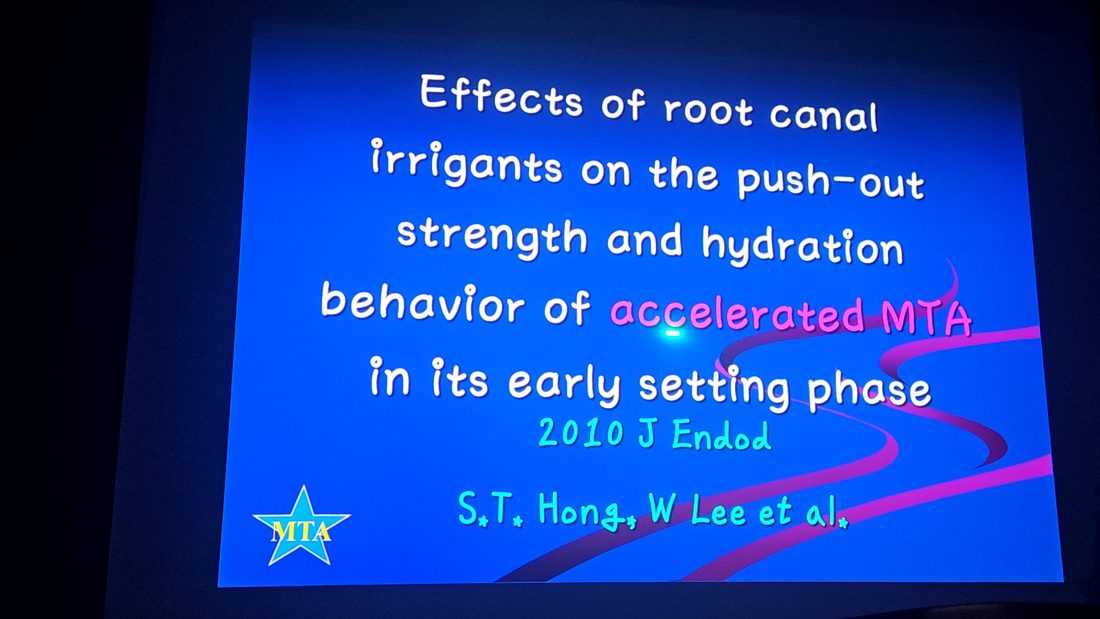 Effects of root canal
irrigants on the push-out
strength and hydration
behavior of accelerated MTA
in its early setting phase
2010 J Endod
S.T. Hong, W Lee et al.
MTA